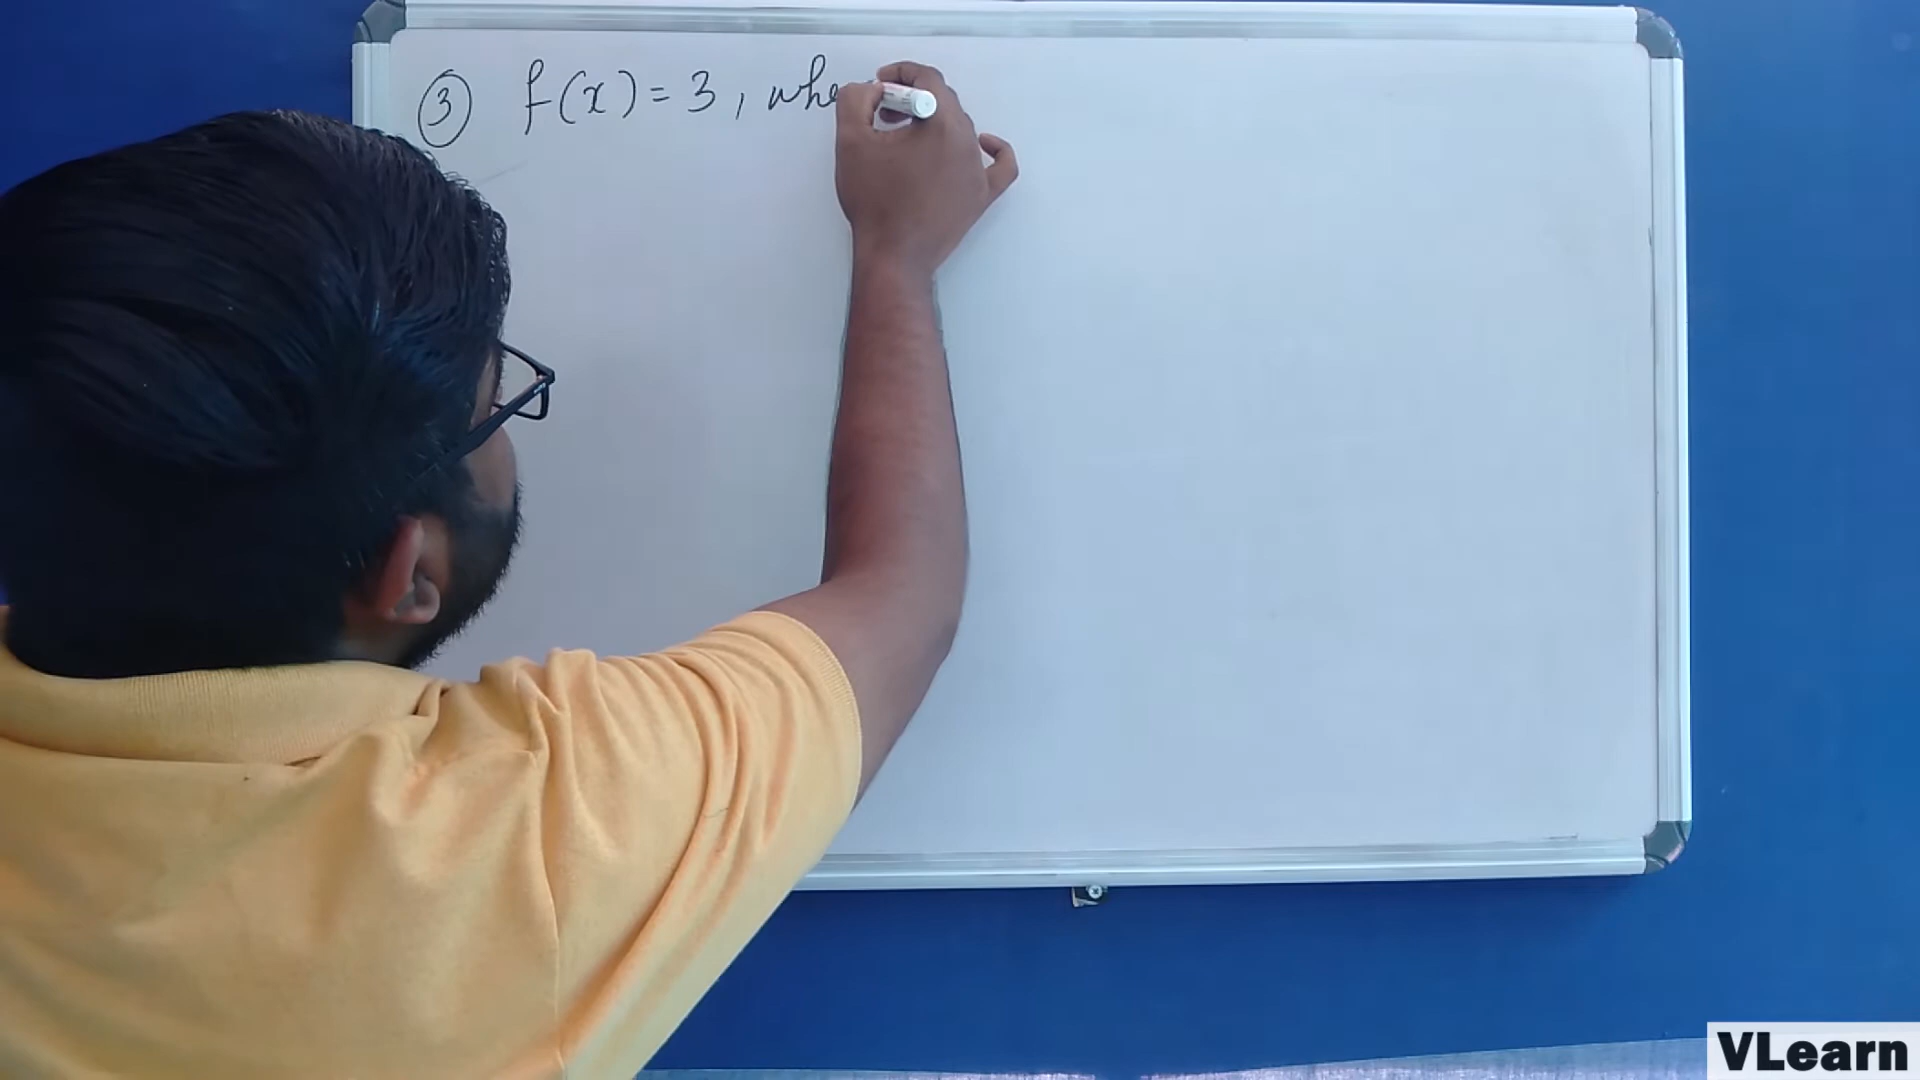 ③ f(x) = 3, whe
VLearn